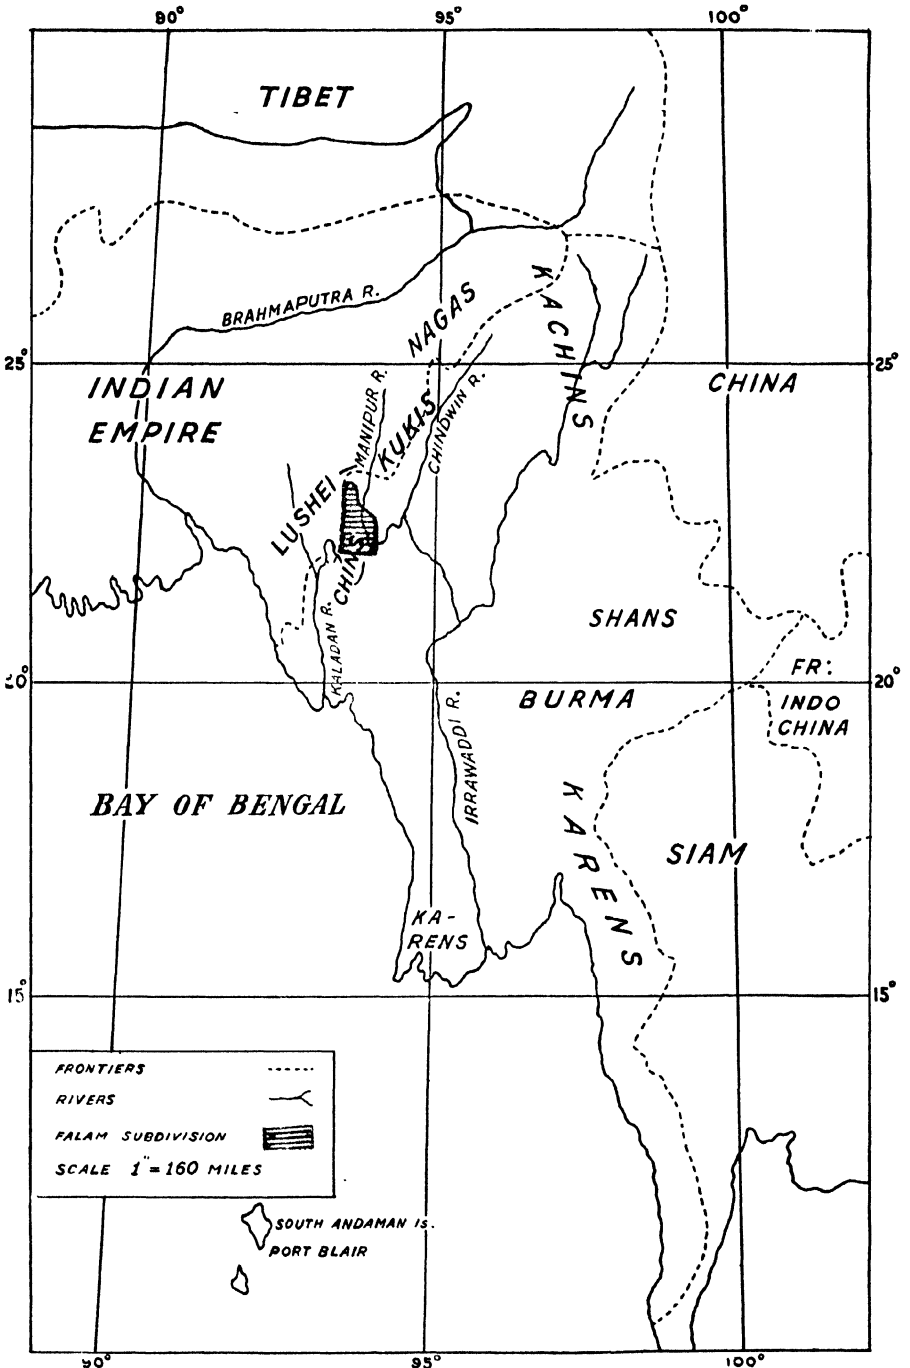 90° 95° 100°
TIBET
BRAHMAPUTRA R.
NAGAS
KACHINS
25° 25°
INDIAN
EMPIRE
CHINA
MANIPUR R.
KUKIS
CHINDWIN R.
LUSHEI
CHINS
KALADAN R.
SHANS
FR:
INDO
CHINA
20° 20°
BURMA
IRRAWADDI R.
BAY OF BENGAL
KARENS
SIAM
KA-
RENS
15° 15°
FRONTIERS
RIVERS
FALAM SUBDIVISION
SCALE 1"=160 MILES
SOUTH ANDAMAN IS.
PORT BLAIR
90° 95° 100°